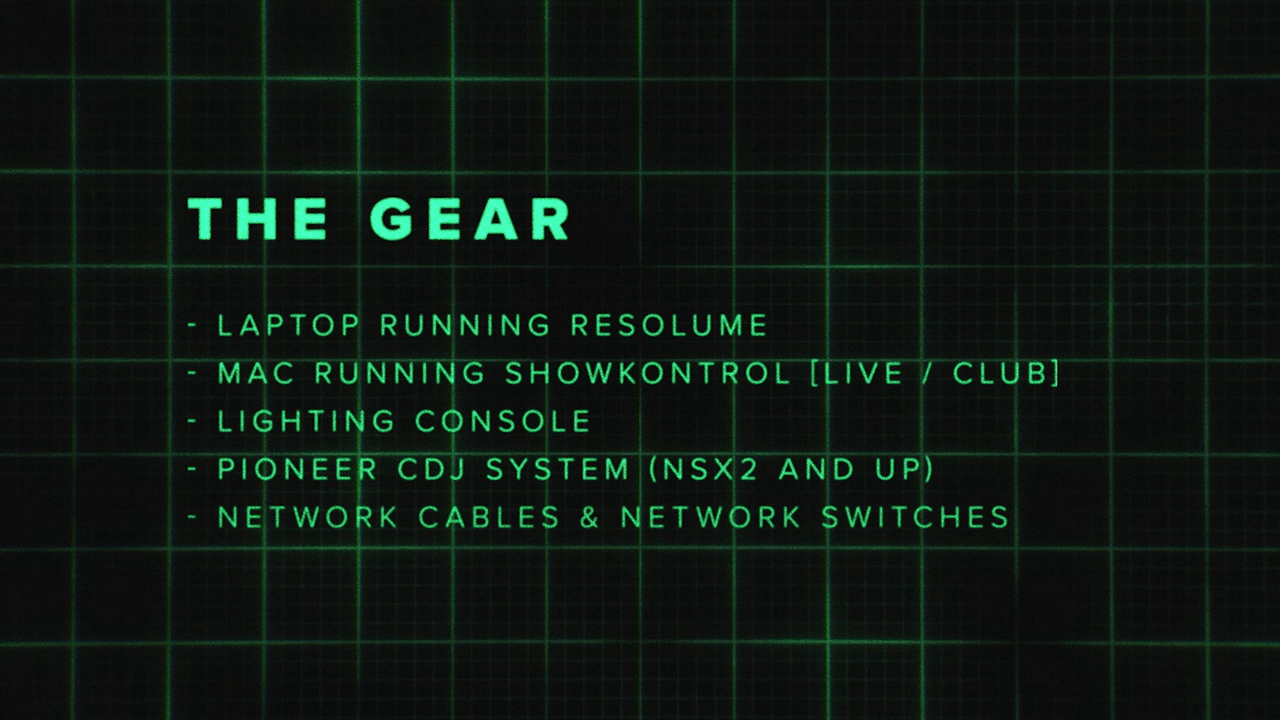 THE GEAR
- LAPTOP RUNNING RESOLUME
- MAC RUNNING SHOWKONTROL [LIVE / CLUB]
- LIGHTING CONSOLE
- PIONEER CDJ SYSTEM (NSX2 AND UP)
- NETWORK CABLES & NETWORK SWITCHES